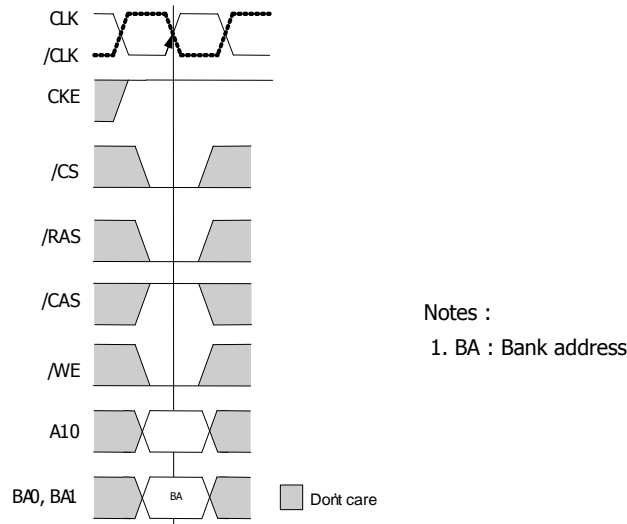 CLK
/CLK
CKE
/CS
/RAS
/CAS
/WE
A10
BA0, BA1
BA
Don't care
Notes :
1. BA : Bank address